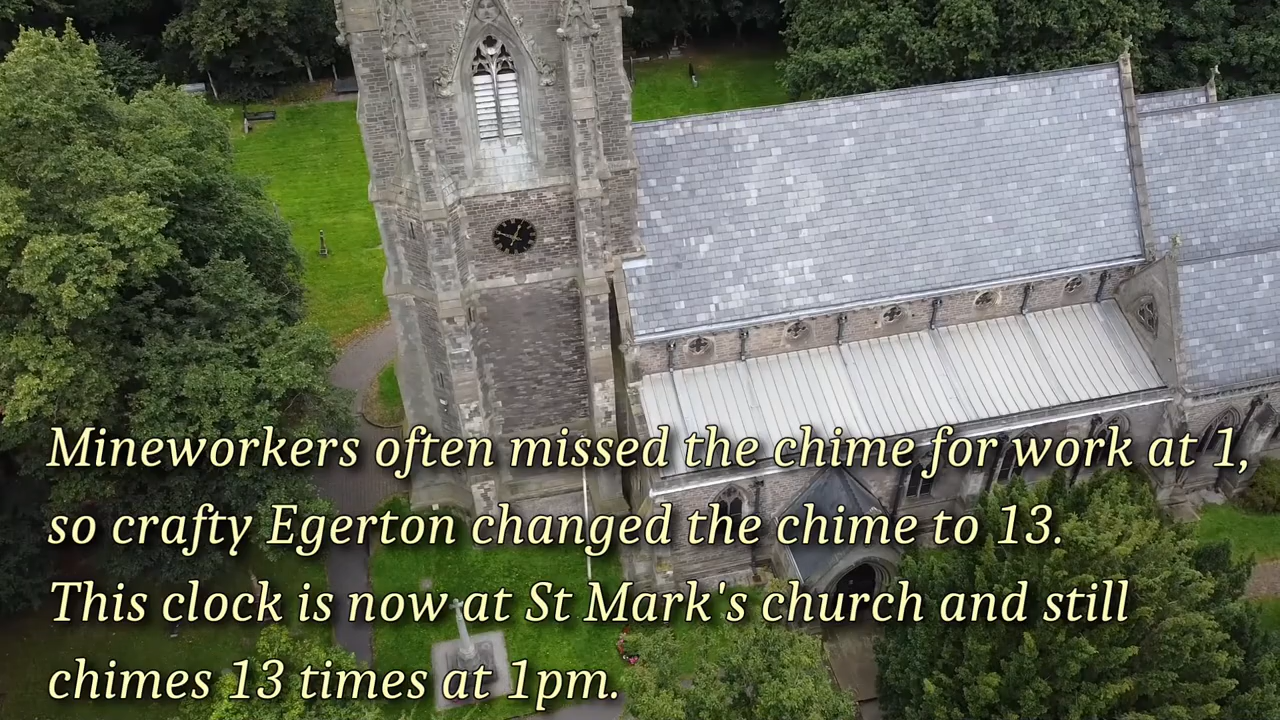 Mineworkers often missed the chime for work at 1,
so crafty Egerton changed the chime to 13.
This clock is now at St Mark's church and still
chimes 13 times at 1pm.